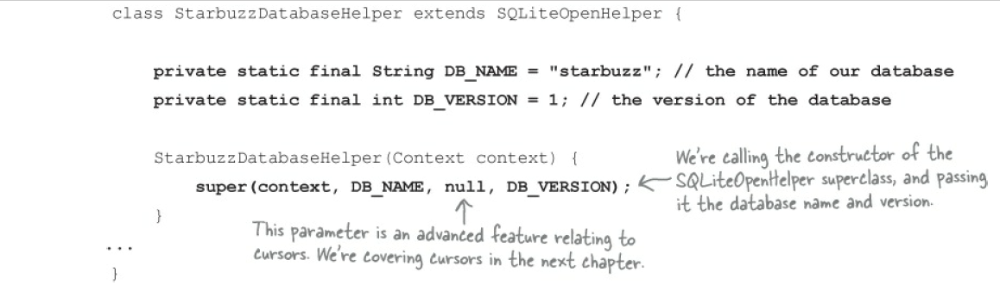 class StarbuzzDatabaseHelper extends SQLiteOpenHelper {
private static final String DB_NAME = "starbuzz"; // the name of our database
private static final int DB_VERSION = 1; // the version of the database
StarbuzzDatabaseHelper(Context context) {
super(context, DB_NAME, null, DB_VERSION);
We're calling the constructor of the
SQLiteOpenHelper superclass, and passing
it the database name and version.
}
This parameter is an advanced feature relating to
cursors. We're covering cursors in the next chapter.
...
}